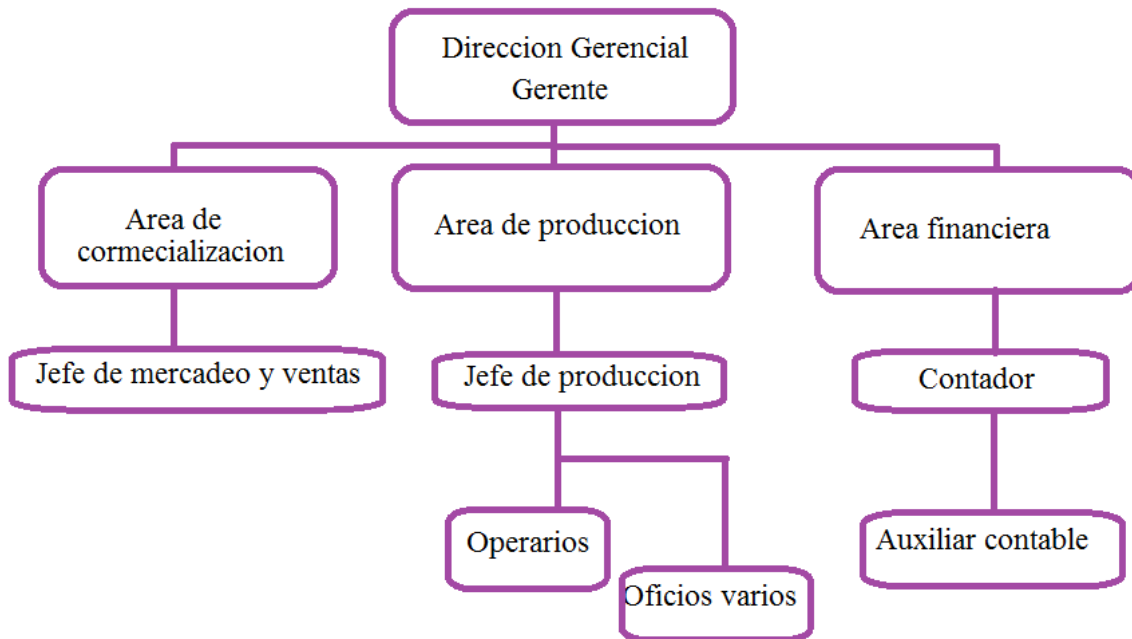 Direccion Gerencial
Gerente
Area de
cormecializacion
Area de produccion
Area financiera
Jefe de mercadeo y ventas
Jefe de produccion
Contador
Operarios
Oficios varios
Auxiliar contable